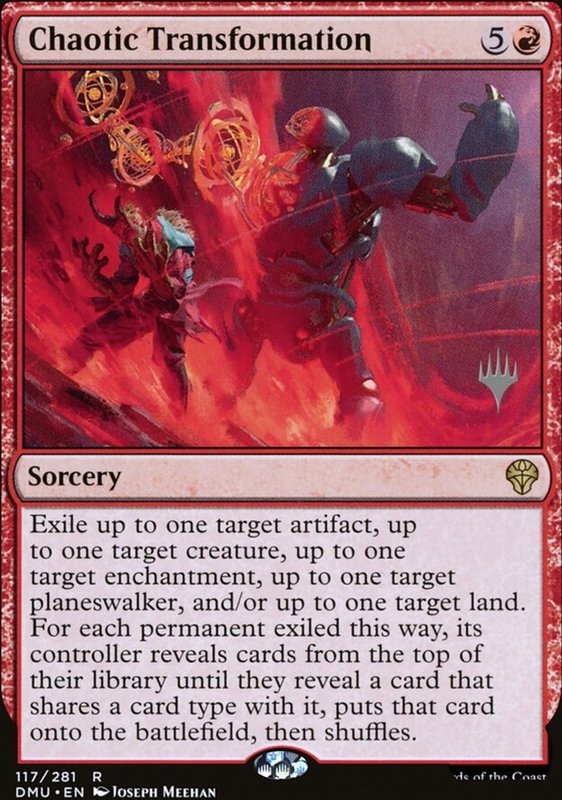 Chaotic Transformation 5
Sorcery
Exile up to one target artifact, up
to one target creature, up to one
target enchantment, up to one target
planeswalker, and/or up to one target land.
For each permanent exiled this way, its
controller reveals cards from the top of
their library until they reveal a card that
shares a card type with it, puts that card
onto the battlefield, then shuffles.
117/281 R
DMU • EN Joseph Meehan
of the Coast